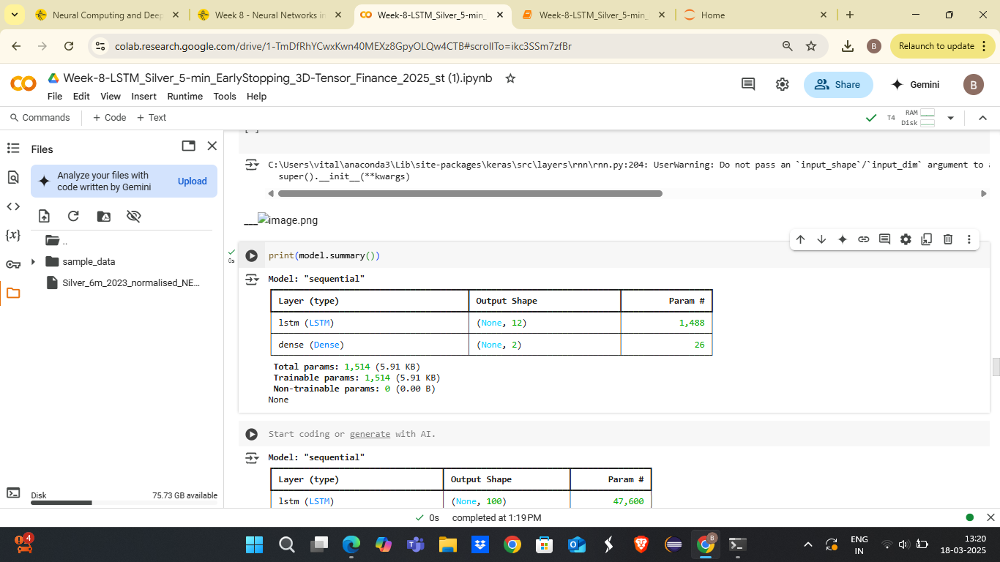 Neural Computing and Deep
Week 8 - Neural Networks in
Week-8-LSTM_Silver_5-min_
Week-8-LSTM_Silver_5-min_
Home
colab.research.google.com/drive/1-TmDfRhYCwxKwn40MEXz8GpyOLQw4CTB#scrollTo=ikc3SSm7zfBr
B
Relaunch to update
CO
Week-8-LSTM_Silver_5-min_EarlyStopping_3D-Tensor_Finance_2025_st (1).ipynb
Share
Gemini
B
File Edit View Insert Runtime Tools Help
Commands + Code + Text
T4
RAM
Disk
Files
Analyze your files with
code written by Gemini
Upload
..
sample_data
Silver_6m_2023_normalised_NE...
{x}
Disk
75.73 GB available
C:\Users\vital\anaconda3\Lib\site-packages\keras\src\layers\rnn\rnn.py:204: UserWarning: Do not pass an `input_shape`/`input_dim` argument to
super().__init__(**kwargs)
___image.png
0s
print(model.summary())
Model: "sequential"
Layer (type) Output Shape Param #
lstm (LSTM) (None, 12) 1,488
dense (Dense) (None, 2) 26
Total params: 1,514 (5.91 KB)
Trainable params: 1,514 (5.91 KB)
Non-trainable params: 0 (0.00 B)
None
Start coding or generate with AI.
Model: "sequential"
Layer (type) Output Shape Param #
lstm (LSTM) (None, 100) 47,600
0s completed at 1:19 PM
4
B
ENG
IN
13:20
18-03-2025